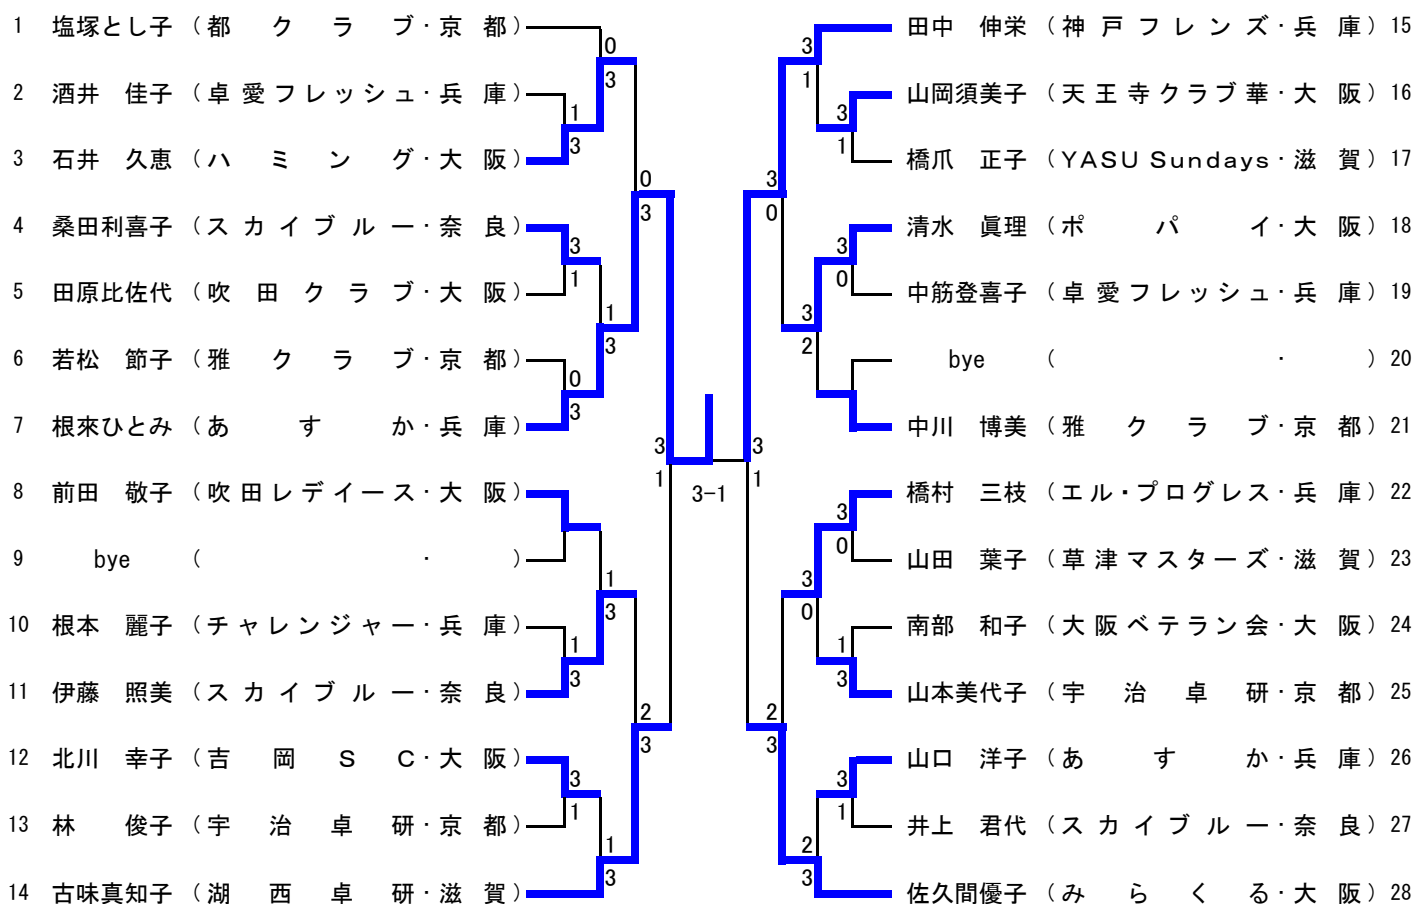 1 塩塚とし子 (都クラブ・京都)
2 酒井 佳子 (卓愛フレッシュ・兵庫)
3 石井 久恵 (ハミング・大阪)
4 桑田利喜子 (スカイブルー・奈良)
5 田原比佐代 (吹田クラブ・大阪)
6 若松 節子 (雅クラブ・京都)
7 根來ひとみ (あすか・兵庫)
8 前田 敬子 (吹田レデイース・大阪)
9 bye ( ・ )
10 根本 麗子 (チャレンジャー・兵庫)
11 伊藤 照美 (スカイブルー・奈良)
12 北川 幸子 (吉岡SC・大阪)
13 林 俊子 (宇治卓研・京都)
14 古味真知子 (湖西卓研・滋賀)
0
3
1
3
0
3
3
1
1
3
0
3
3
1
1
3
1
3
2
3
3
1
1
3
3-1
田中 伸栄 (神戸フレンズ・兵庫) 15
山岡須美子 (天王寺クラブ華・大阪) 16
橋爪 正子 (YASU Sundays・滋賀) 17
清水 眞理 (ポパイ・大阪) 18
中筋登喜子 (卓愛フレッシュ・兵庫) 19
bye ( ・ ) 20
中川 博美 (雅クラブ・京都) 21
橋村 三枝 (エル・プログレス・兵庫) 22
山田 葉子 (草津マスターズ・滋賀) 23
南部 和子 (大阪ベテラン会・大阪) 24
山本美代子 (宇治卓研・京都) 25
山口 洋子 (あすか・兵庫) 26
井上 君代 (スカイブルー・奈良) 27
佐久間優子 (みらくる・大阪) 28
3
1
3
1
3
0
3
0
3
2
3
1
3
0
3
0
1
3
2
3
3
1
2
3